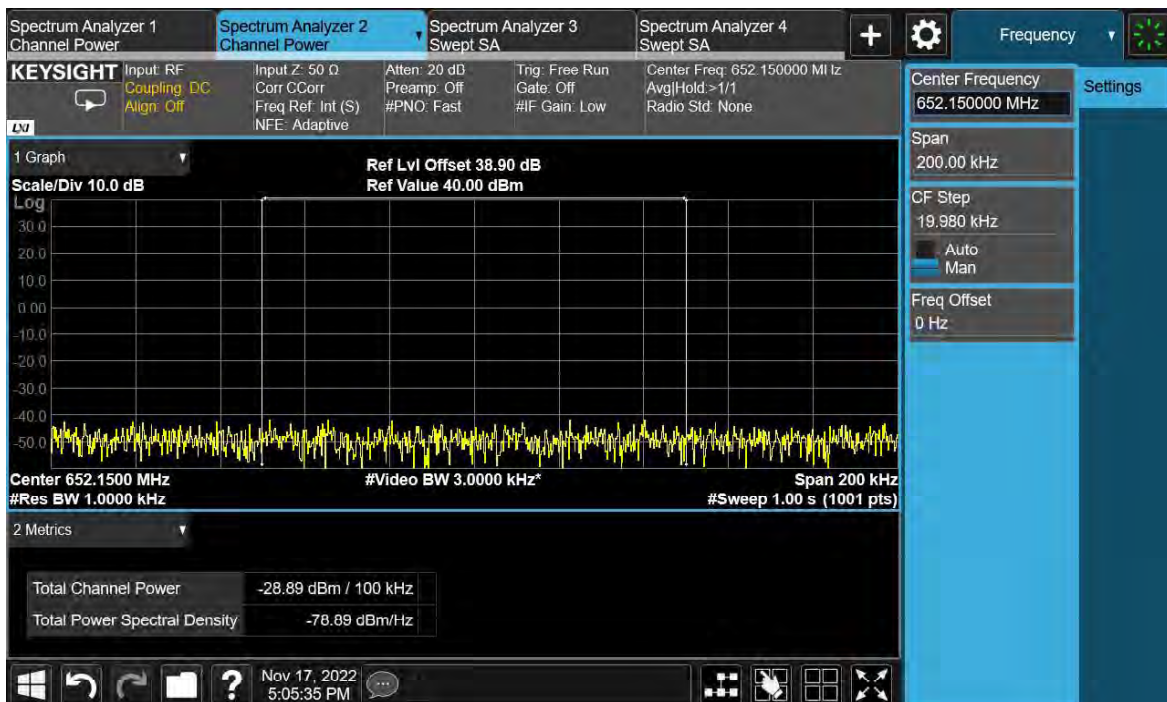 Spectrum Analyzer 1
Channel Power
Spectrum Analyzer 2
Channel Power
Spectrum Analyzer 3
Swept SA
Spectrum Analyzer 4
Swept SA
+
Frequency
KEYSIGHT
LXI
Input: RF
Coupling: DC
Align: Off
Input Z: 50 Ω
Corr CCorr
Freq Ref: Int (S)
NFE: Adaptive
Atten: 20 dB
Preamp: Off
#PNO: Fast
Trig: Free Run
Gate: Off
#IF Gain: Low
Center Freq: 652.150000 MHz
Avg|Hold:>1/1
Radio Std: None
Center Frequency
652.150000 MHz
Settings
Span
200.00 kHz
CF Step
19.980 kHz
Auto
Man
Freq Offset
0 Hz
1 Graph
Scale/Div 10.0 dB
Ref Lvl Offset 38.90 dB
Ref Value 40.00 dBm
Log
30.0
20.0
10.0
0.00
-10.0
-20.0
-30.0
-40.0
-50.0
Center 652.1500 MHz
#Video BW 3.0000 kHz*
Span 200 kHz
#Res BW 1.0000 kHz
#Sweep 1.00 s (1001 pts)
2 Metrics
Total Channel Power
-28.89 dBm / 100 kHz
Total Power Spectral Density
-78.89 dBm/Hz
?
Nov 17, 2022
5:05:35 PM